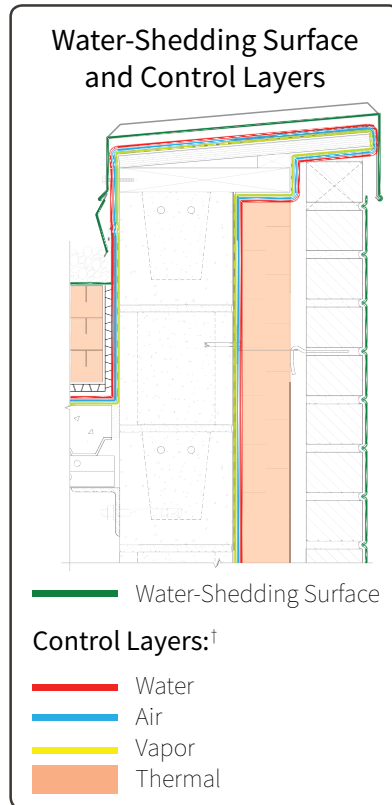 Water-Shedding Surface
and Control Layers
Water-Shedding Surface
Control Layers:†
Water
Air
Vapor
Thermal